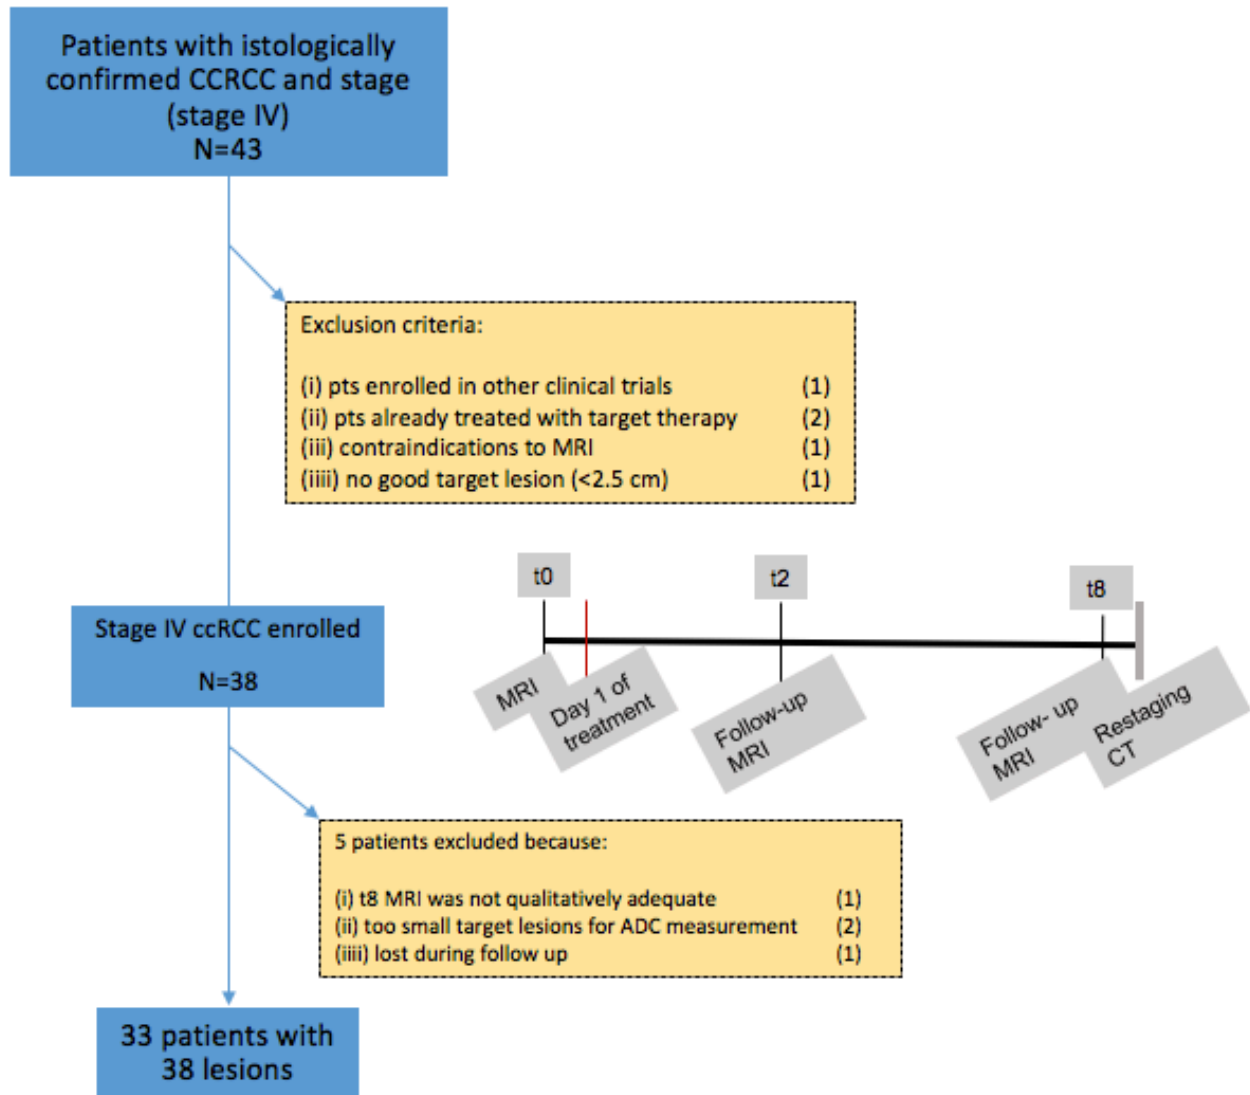 Patients with istologically
confirmed CCRCC and stage
(stage IV)
N=43
Exclusion criteria:
(i) pts enrolled in other clinical trials (1)
(ii) pts already treated with target therapy (2)
(iii) contraindications to MRI (1)
(iiii) no good target lesion (<2.5 cm) (1)
Stage IV ccRCC enrolled
N=38
t0
t2
t8
MRI
Day 1 of
treatment
Follow-up
MRI
Follow- up
MRI
Restaging
CT
5 patients excluded because:
(i) t8 MRI was not qualitatively adequate (1)
(ii) too small target lesions for ADC measurement (2)
(iiii) lost during follow up (1)
33 patients with
38 lesions